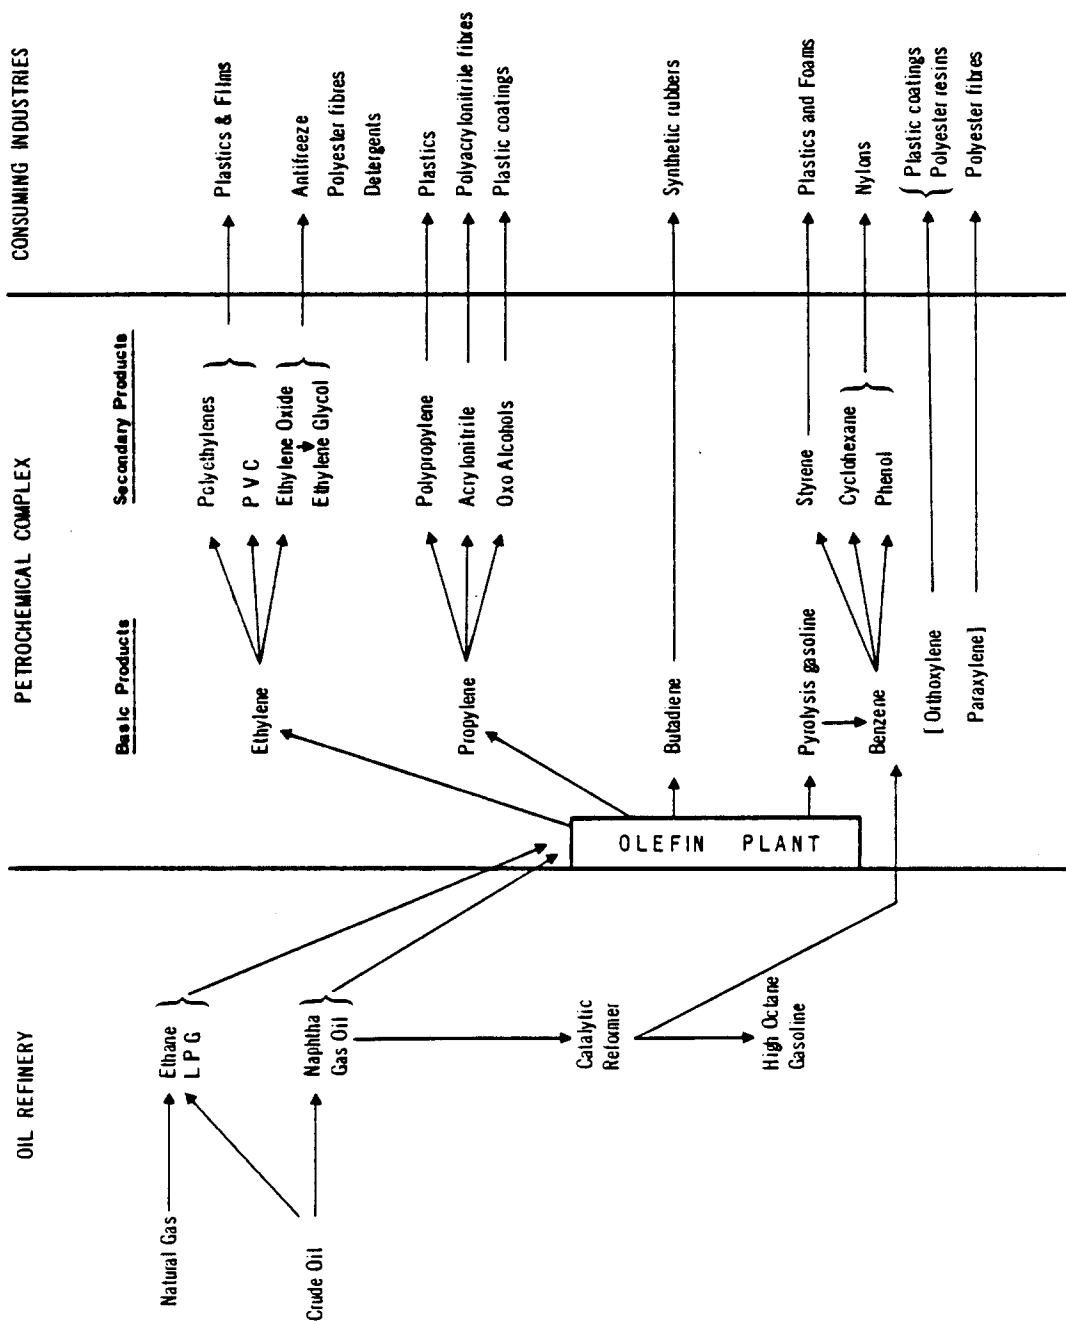 OIL REFINERY
PETROCHEMICAL COMPLEX
CONSUMING INDUSTRIES
Basic Products
Secondary Products
Natural Gas
Crude Oil
Ethane
LPG
Naphtha
Gas Oil
Catalytic
Reformer
High Octane
Gasoline
OLEFIN PLANT
Ethylene
Propylene
Butadiene
Pyrolysis gasoline
Benzene
[Orthoxylene
Paraxylene]
Polyethylenes
PVC
Ethylene Oxide
Ethylene Glycol
Polypropylene
Acrylonitrile
Oxo Alcohols
Styrene
Cyclohexane
Phenol
Plastics & Films
Antifreeze
Polyester fibres
Detergents
Plastics
Polyacrylonitrile fibres
Plastic coatings
Synthetic rubbers
Plastics and Foams
Nylons
Plastic coatings
Polyester resins
Polyester fibres